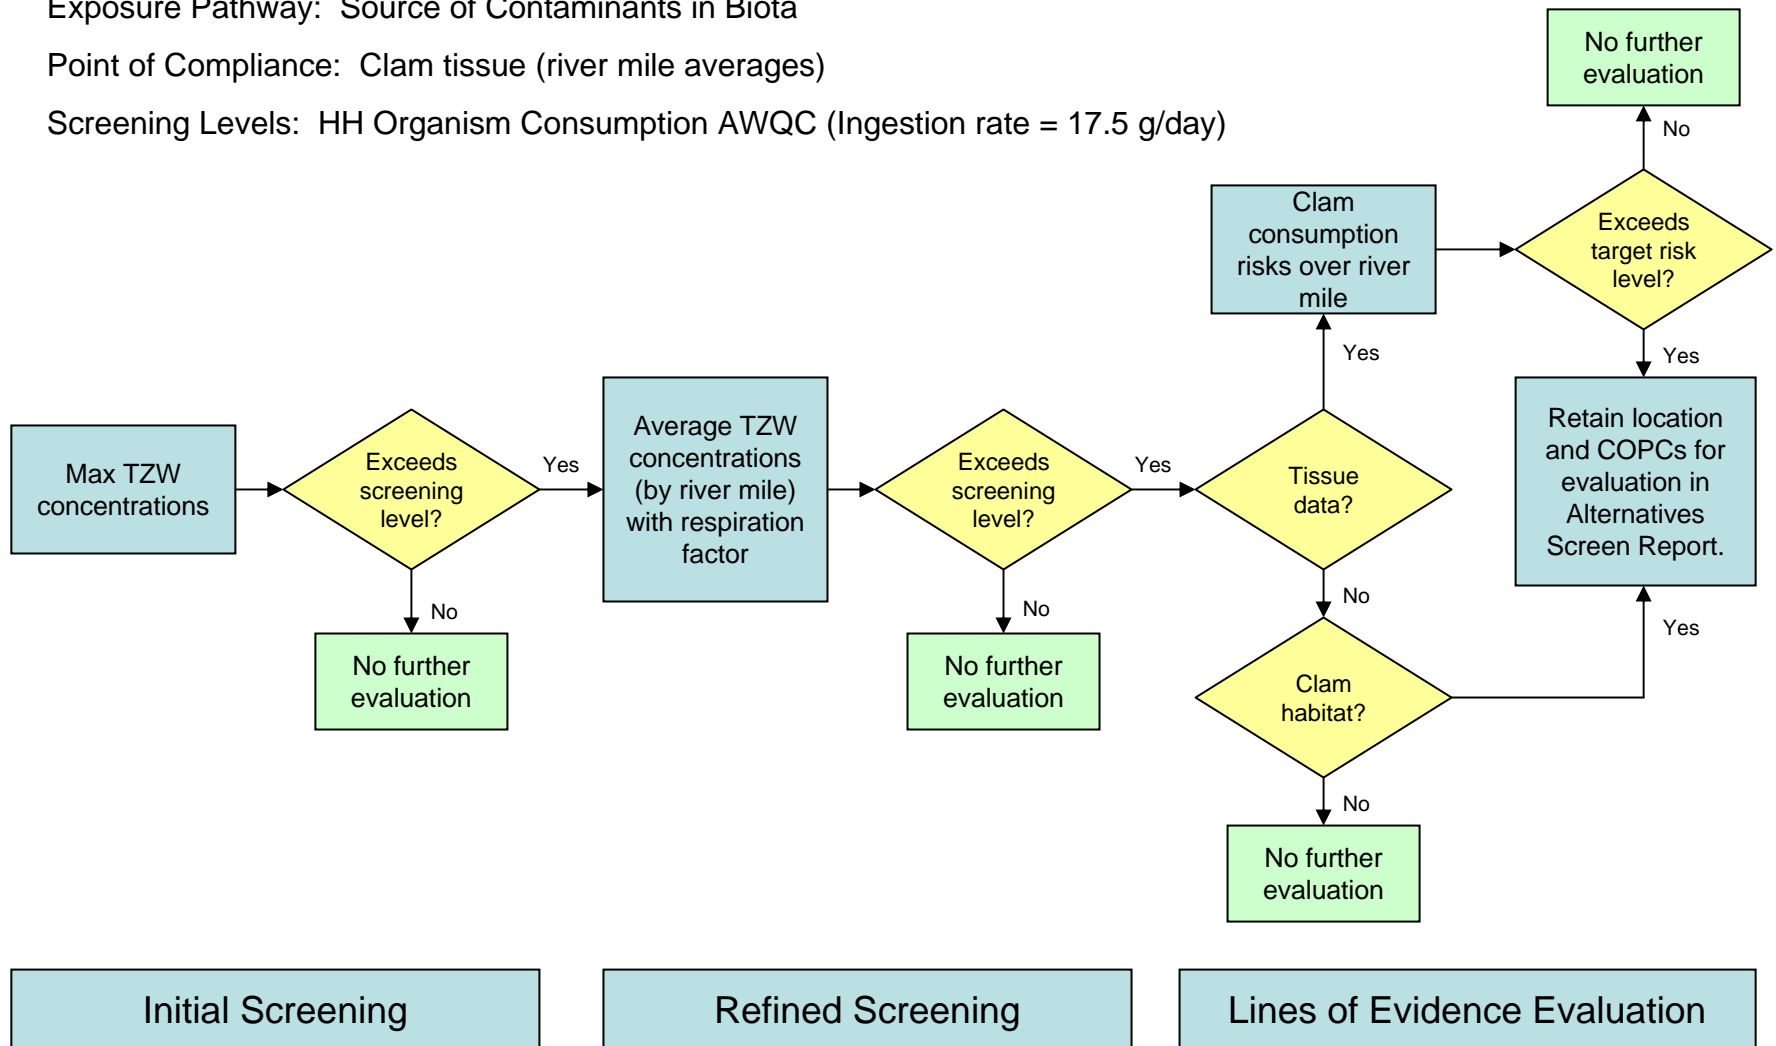 Exposure Pathway: Source of Contaminants in Biota
Point of Compliance: Clam tissue (river mile averages)
Screening Levels: HH Organism Consumption AWQC (Ingestion rate = 17.5 g/day)
No further
evaluation
No
Clam
consumption
risks over river
mile
Exceeds
target risk
level?
Yes
Yes
Max TZW
concentrations
Exceeds
screening
level?
Yes
Average TZW
concentrations
(by river mile)
with respiration
factor
Exceeds
screening
level?
Yes
Tissue
data?
Retain location
and COPCs for
evaluation in
Alternatives
Screen Report.
No
No
No
Yes
No further
evaluation
No further
evaluation
Clam
habitat?
No
No further
evaluation
Initial Screening
Refined Screening
Lines of Evidence Evaluation